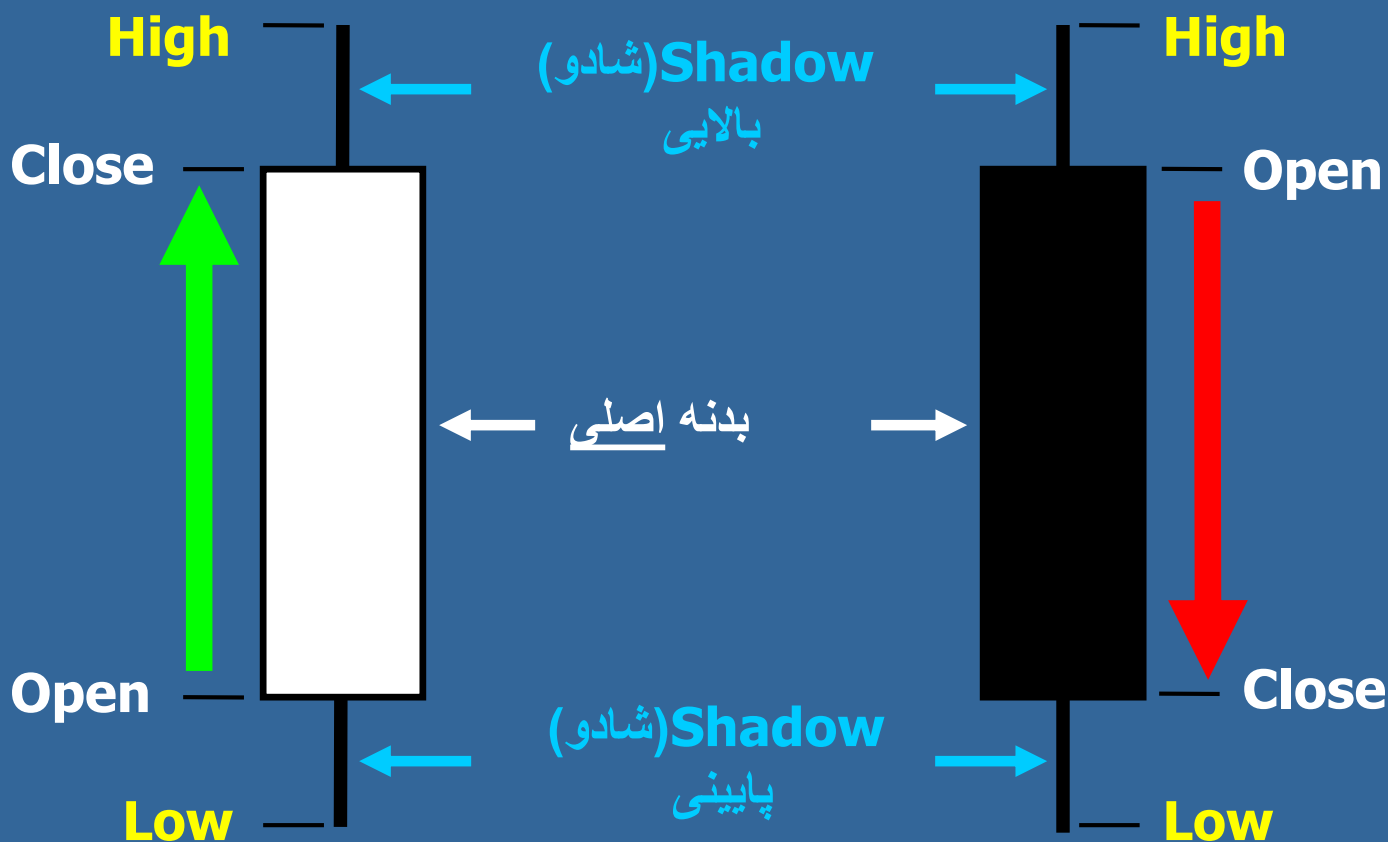 High
High
Shadow(شادو)
بالایی
Close
Open
بدنه اصلی
Open
Close
Shadow(شادو)
پایینی
Low
Low